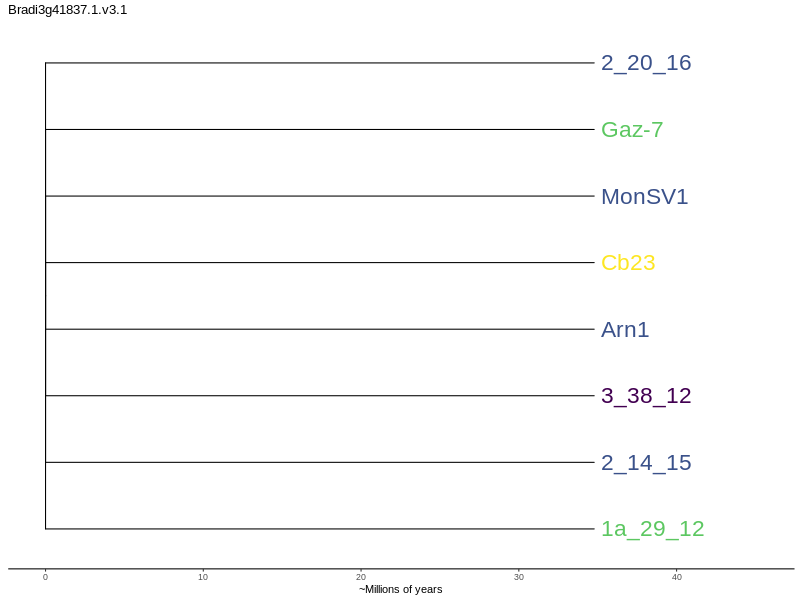 Bradi3g41837.1.v3.1
2_20_16
Gaz-7
MonSV1
Cb23
Arn1
3_38_12
2_14_15
1a_29_12
0 10 20 30 40
~Millions of years